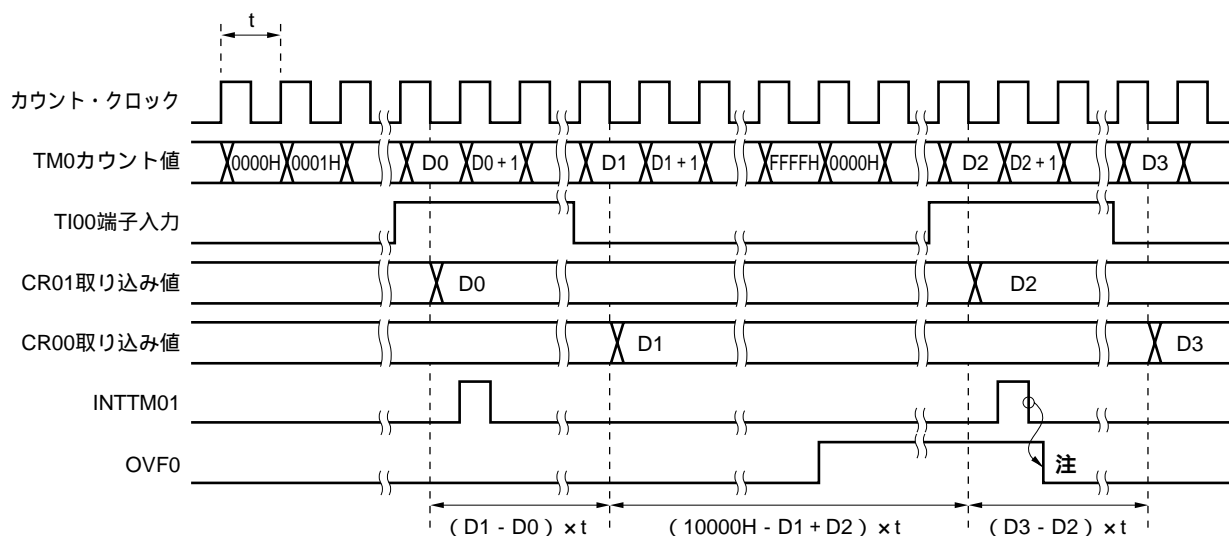 t
カウント・クロック
TM0カウント値
0000H 0001H D0 D0 + 1 D1 D1 + 1 FFFFH 0000H D2 D2 + 1 D3
TI00端子入力
CR01取り込み値
D0 D2
CR00取り込み値
D1 D3
INTTM01
OVF0
注
(D1 - D0) × t (10000H - D1 + D2) × t (D3 - D2) × t